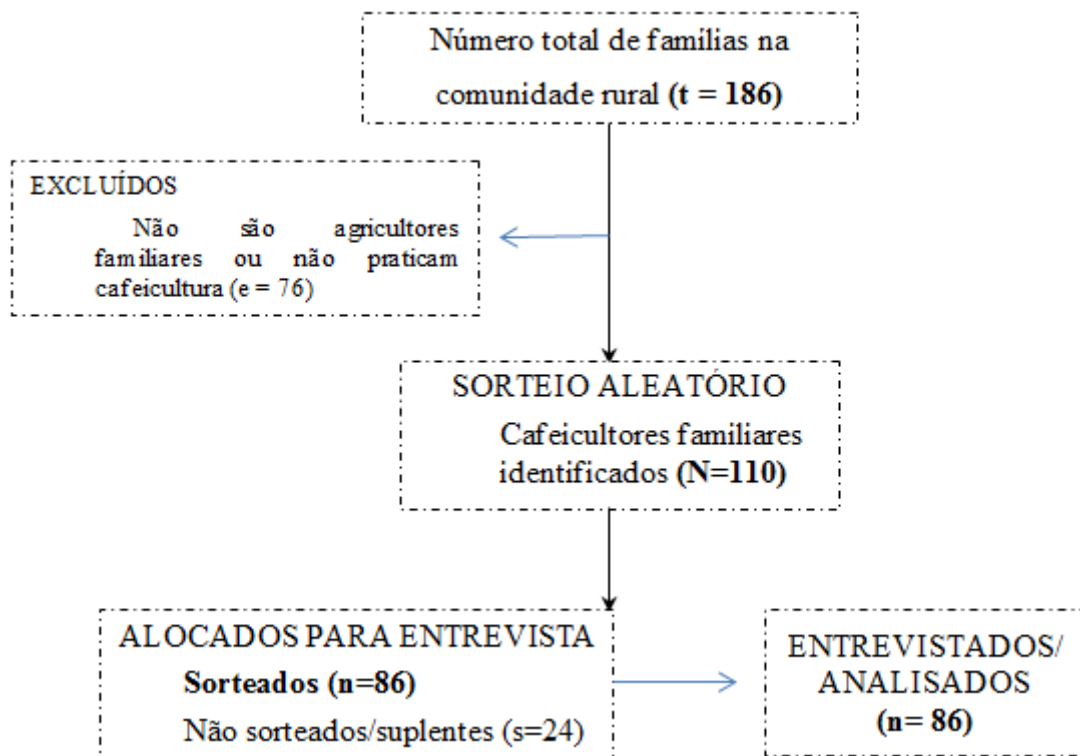 Número total de famílias na
comunidade rural (t = 186)
EXCLUÍDOS
Não são agricultores
familiares ou não praticam
cafeicultura (e = 76)
SORTEIO ALEATÓRIO
Cafeicultores familiares
identificados (N=110)
ALOCADOS PARA ENTREVISTA
Sorteados (n=86)
Não sorteados/suplentes (s=24)
ENTREVISTADOS/
ANALISADOS
(n= 86)